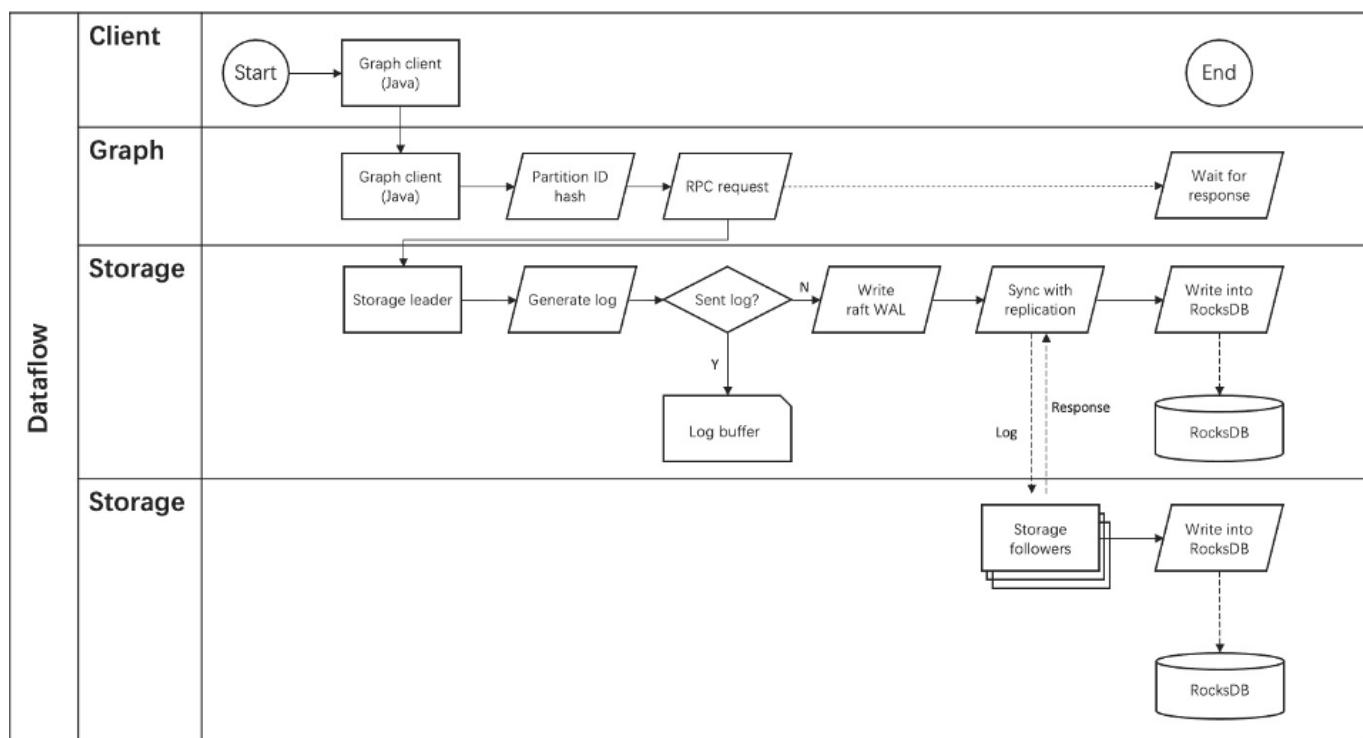 Dataflow
Client
Start
Graph client
(Java)
End
Graph
Graph client
(Java)
Partition ID
hash
RPC request
Wait for
response
Storage
Storage leader
Generate log
Sent log?
N
Write
raft WAL
Sync with
replication
Write into
RocksDB
Y
Log buffer
Log
Response
RocksDB
Storage
Storage
followers
Write into
RocksDB
RocksDB